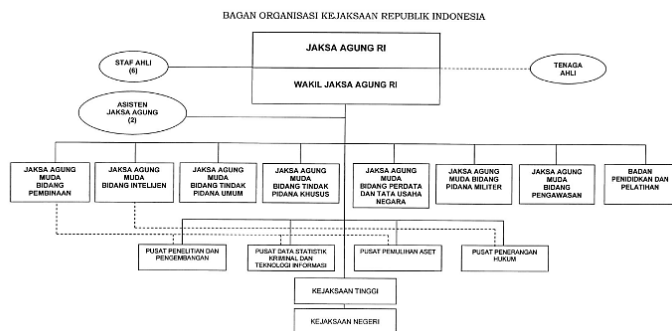 BAGAN ORGANISASI KEJAKSAAN REPUBLIK INDONESIA
JAKSA AGUNG RI
STAF AHLI
(6)
TENAGA
AHLI
WAKIL JAKSA AGUNG RI
ASISTEN
JAKSA AGUNG
(2)
JAKSA AGUNG
MUDA
BIDANG
PEMBINAAN
JAKSA AGUNG
MUDA
BIDANG INTELIJEN
JAKSA AGUNG
MUDA
BIDANG TINDAK
PIDANA UMUM
JAKSA AGUNG
MUDA
BIDANG TINDAK
PIDANA KHUSUS
JAKSA AGUNG
MUDA
BIDANG PERDATA
DAN TATA USAHA
NEGARA
JAKSA AGUNG
MUDA BIDANG
PIDANA MILITER
JAKSA AGUNG
MUDA
BIDANG
PENGAWASAN
BADAN
PENDIDKAN DAN
PELATIHAN
PUSAT PENELITIAN DAN
PENGEMBANGAN
PUSAT DATA STATISTIK
KRIMINAL DAN
TEKNOLOGI INFORMASI
PUSAT PEMULIHAN ASET
PUSAT PENERANGAN
HUKUM
KEJAKSAAN TINGGI
KEJAKSAAN NEGERI